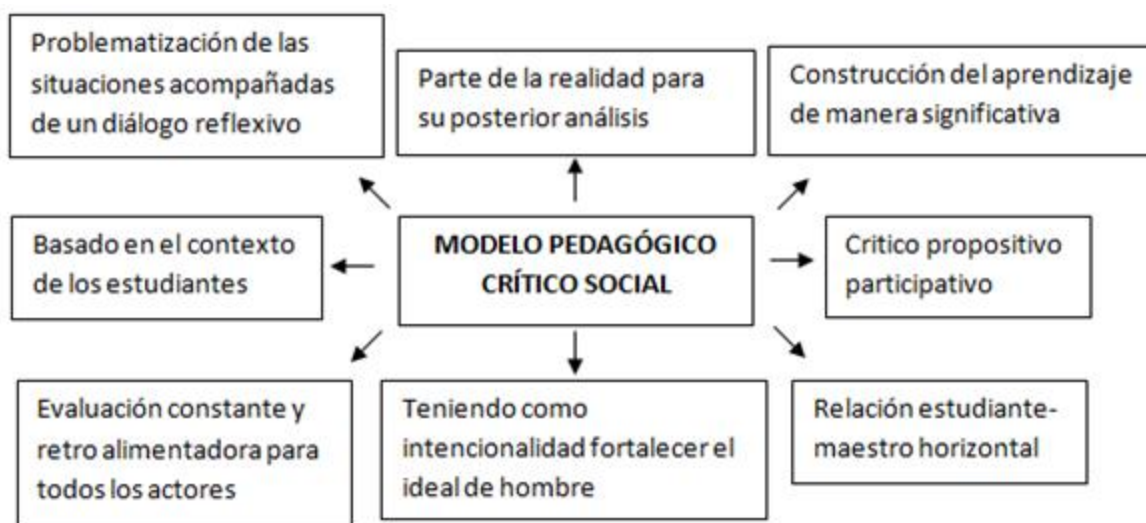 Problematización de las
situaciones acompañadas
de un diálogo reflexivo
Parte de la realidad para
su posterior análisis
Construcción del aprendizaje
de manera significativa
Basado en el contexto
de los estudiantes
MODELO PEDAGÓGICO
CRÍTICO SOCIAL
Critico propositivo
participativo
Evaluación constante y
retro alimentadora para
todos los actores
Teniendo como
intencionalidad fortalecer el
ideal de hombre
Relación estudiante-
maestro horizontal